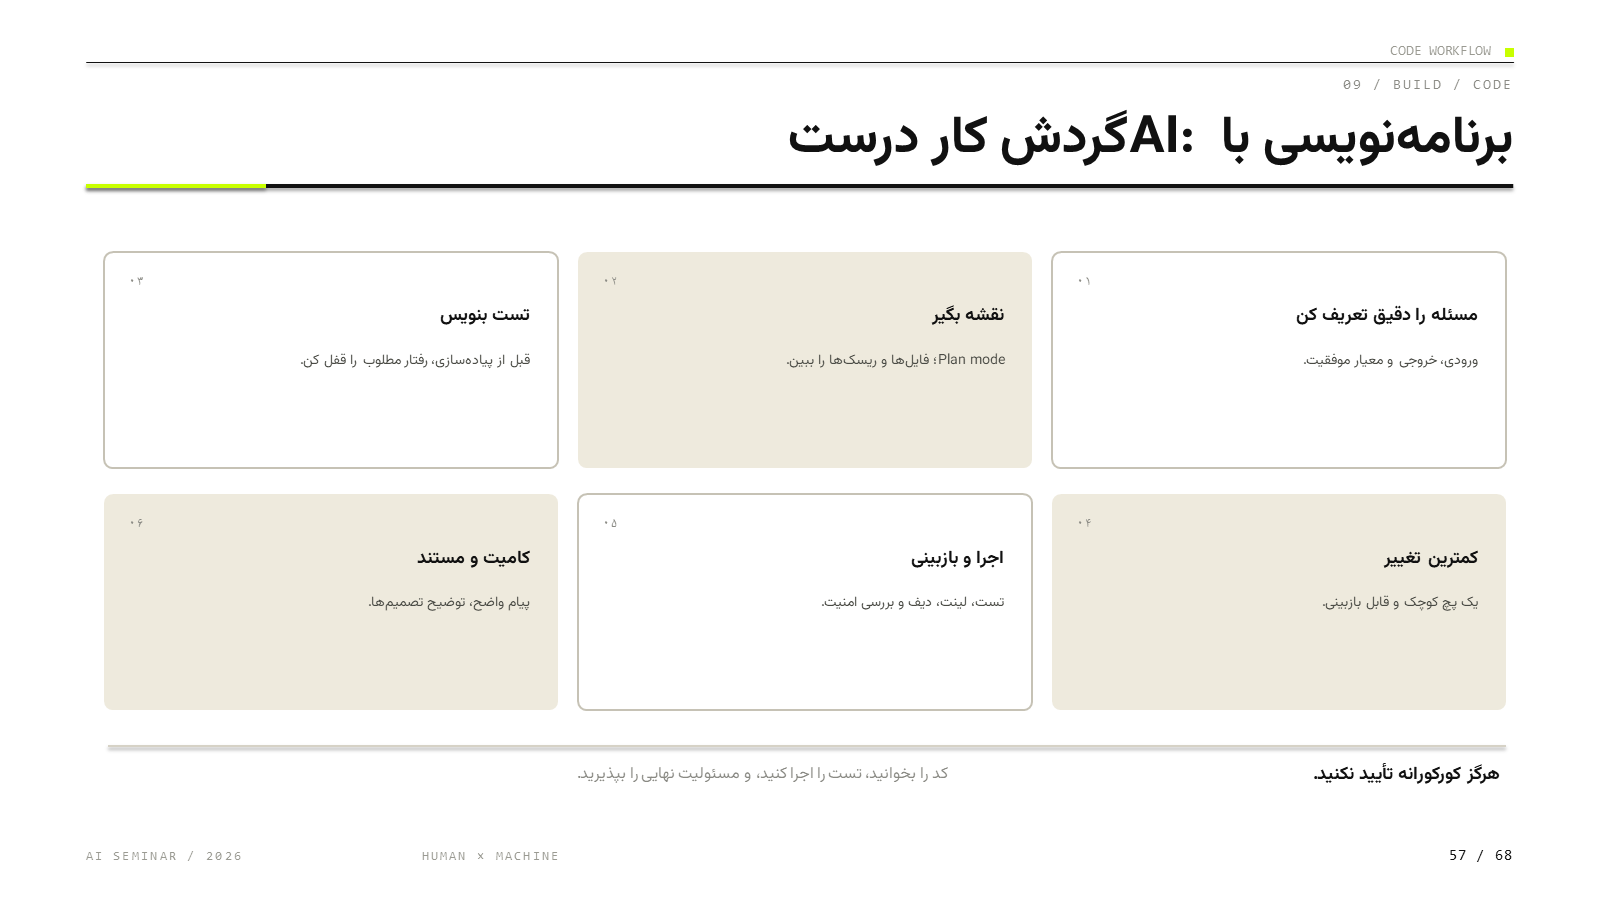 CODE WORKFLOW
09 / BUILD / CODE
برنامه‌نویسی با AI: گردش کار درست
۰۱
مسئله را دقیق تعریف کن
ورودی، خروجی و معیار موفقیت.
۰۲
نقشه بگیر
Plan mode؛ فایل‌ها و ریسک‌ها را ببین.
۰۳
تست بنویس
قبل از پیاده‌سازی، رفتار مطلوب را قفل کن.
۰۴
کمترین تغییر
یک پچ کوچک و قابل بازبینی.
۰۵
اجرا و بازبینی
تست، لینت، دیف و بررسی امنیت.
۰۶
کامیت و مستند
پیام واضح، توضیح تصمیم‌ها.
هرگز کورکورانه تأیید نکنید.
کد را بخوانید، تست را اجرا کنید، و مسئولیت نهایی را بپذیرید.
AI SEMINAR / 2026
HUMAN × MACHINE
57 / 68